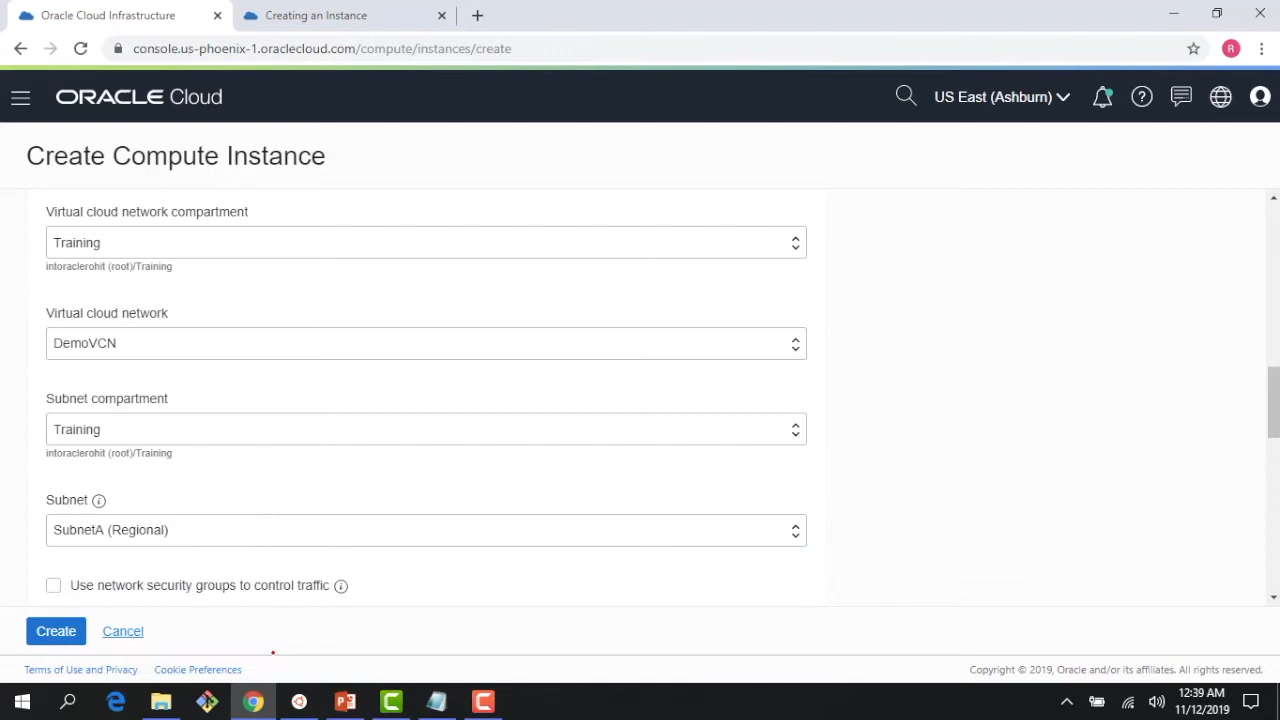 Oracle Cloud Infrastructure
Creating an Instance
console.us-phoenix-1.oraclecloud.com/compute/instances/create
R
ORACLE Cloud
US East (Ashburn)
Create Compute Instance
Virtual cloud network compartment
Training
intoraclerohit (root)/Training
Virtual cloud network
DemoVCN
Subnet compartment
Training
intoraclerohit (root)/Training
Subnet
SubnetA (Regional)
Use network security groups to control traffic
Create
Cancel
Terms of Use and Privacy
Cookie Preferences
Copyright © 2019, Oracle and/or its affiliates. All rights reserved.
12:39 AM
11/12/2019